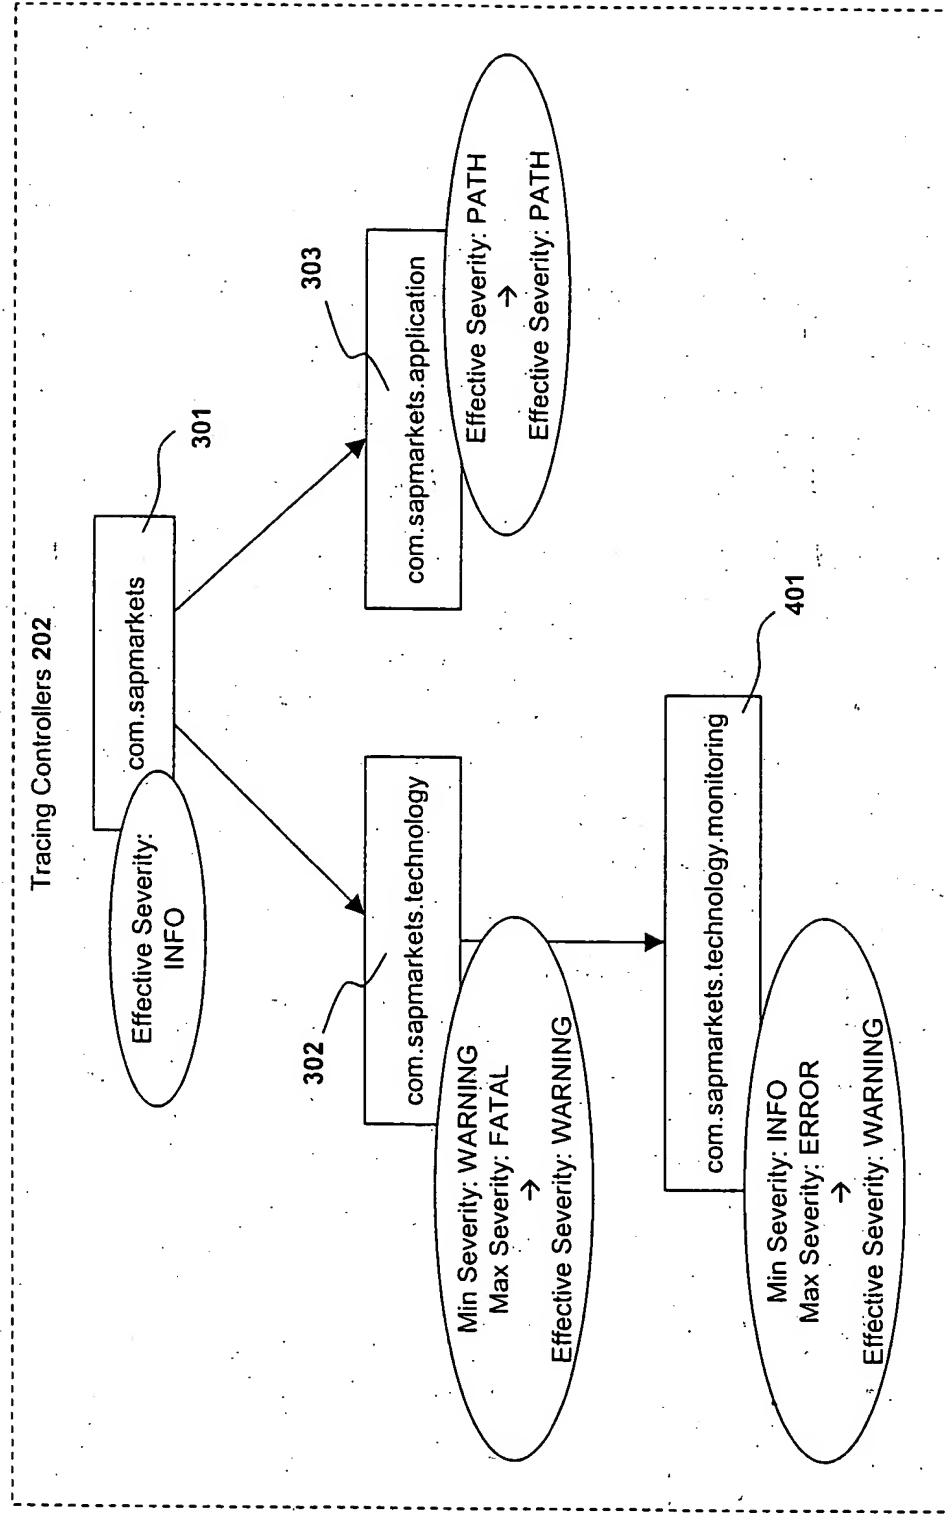 Tracing Controllers 202
com.sapmarkets
301
Effective Severity:
INFO
302
com.sapmarkets.technology
Min Severity: WARNING
Max Severity: FATAL
→
Effective Severity: WARNING
303
com.sapmarkets.application
Effective Severity: PATH
→
Effective Severity: PATH
com.sapmarkets.technology.monitoring
401
Min Severity: INFO
Max Severity: ERROR
→
Effective Severity: WARNING